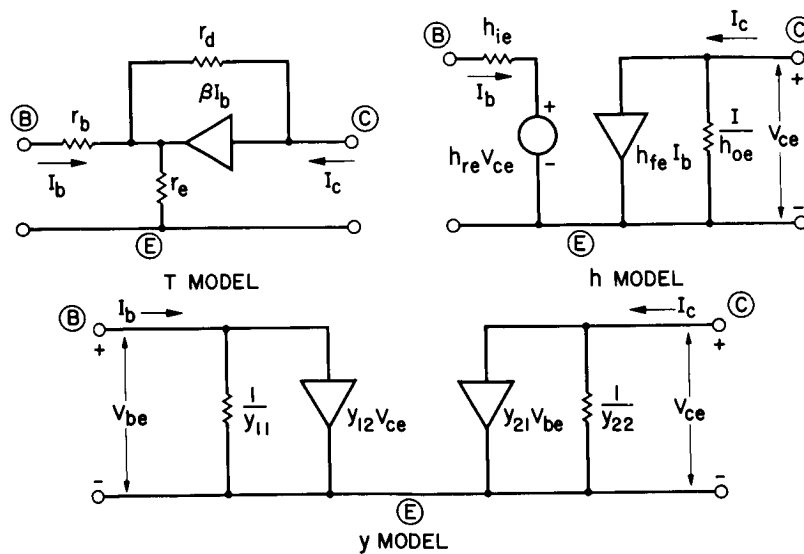 r_d
βI_b
B
r_b
C
I_b
r_e
I_c
E
T MODEL
B
h_ie
I_b
I_c
C
+
+
h_re V_ce
-
h_fe I_b
I/h_oe
V_ce
-
E
h MODEL
B
I_b
+
V_be
-
1/y_11
y_12 V_ce
y_21 V_be
1/y_22
I_c
C
+
V_ce
-
E
y MODEL